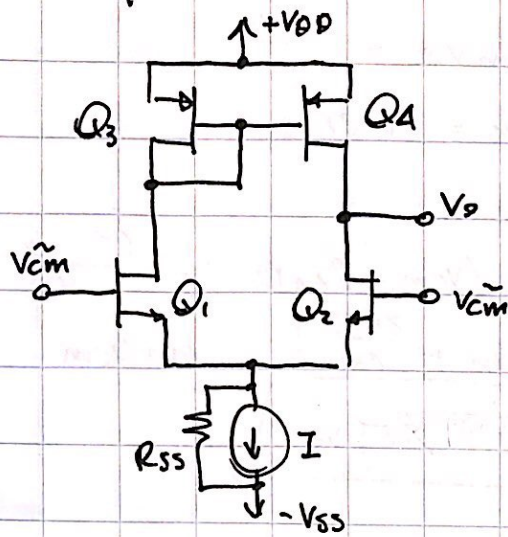 +VDD
Q3
Q4
Vo
Vcm~
Q1
Q2
Vcm~
Rss
I
-Vss